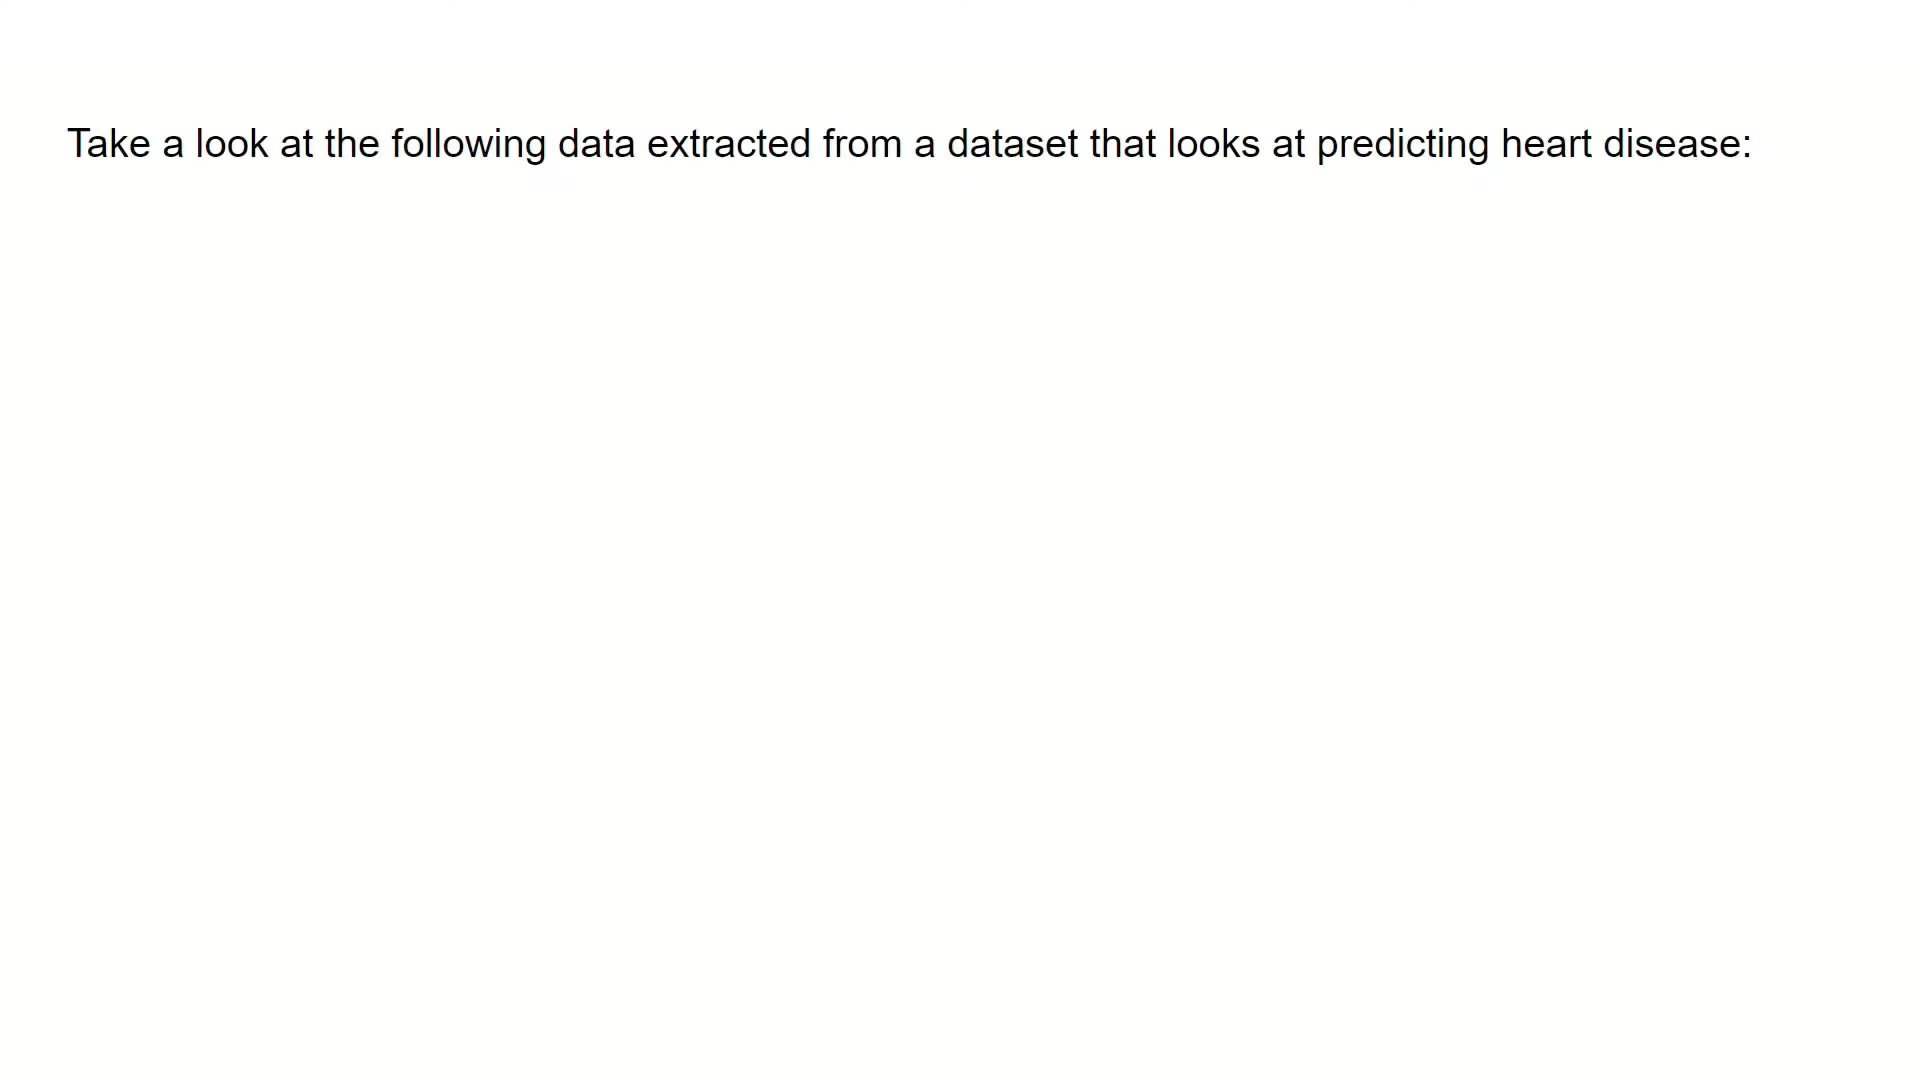 Take a look at the following data extracted from a dataset that looks at predicting heart disease: